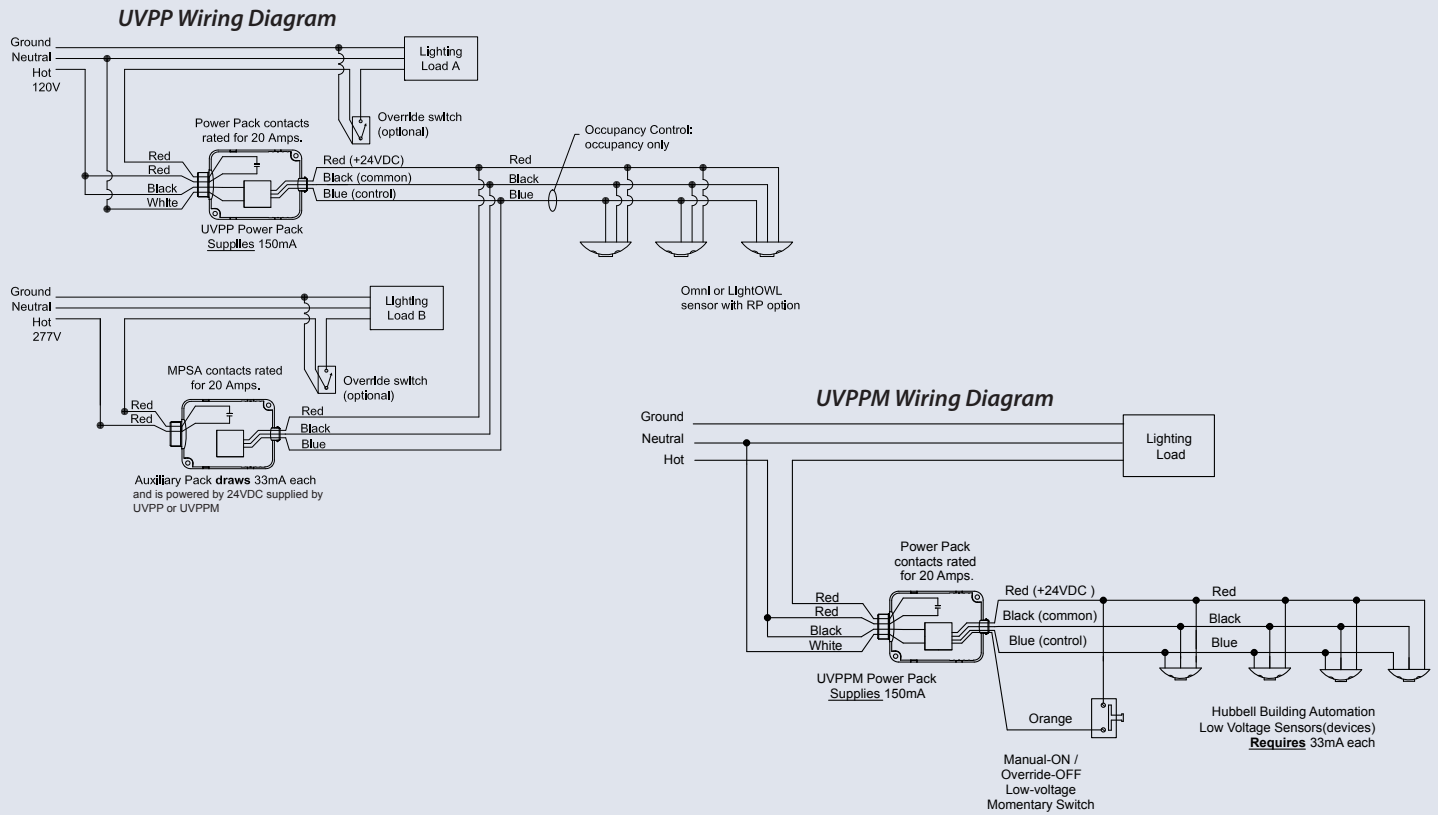 UVPP Wiring Diagram
Ground
Neutral
Hot
120V
Lighting
Load A
Override switch
(optional)
Power Pack contacts
rated for 20 Amps.
Red
Red
Black
White
UVPP Power Pack
Supplies 150mA
Red (+24VDC)
Black (common)
Blue (control)
Red
Black
Blue
Occupancy Control:
occupancy only
Omni or LightOWL
sensor with RP option
Ground
Neutral
Hot
277V
Lighting
Load B
Override switch
(optional)
MPSA contacts rated
for 20 Amps.
Red
Red
Red
Black
Blue
Auxiliary Pack draws 33mA each
and is powered by 24VDC supplied by
UVPP or UVPPM
UVPPM Wiring Diagram
Ground
Neutral
Hot
Lighting
Load
Power Pack
contacts rated
for 20 Amps.
Red
Red
Black
White
UVPPM Power Pack
Supplies 150mA
Red (+24VDC )
Black (common)
Blue (control)
Red
Black
Blue
Orange
Manual-ON /
Override-OFF
Low-voltage
Momentary Switch
Hubbell Building Automation
Low Voltage Sensors(devices)
Requires 33mA each